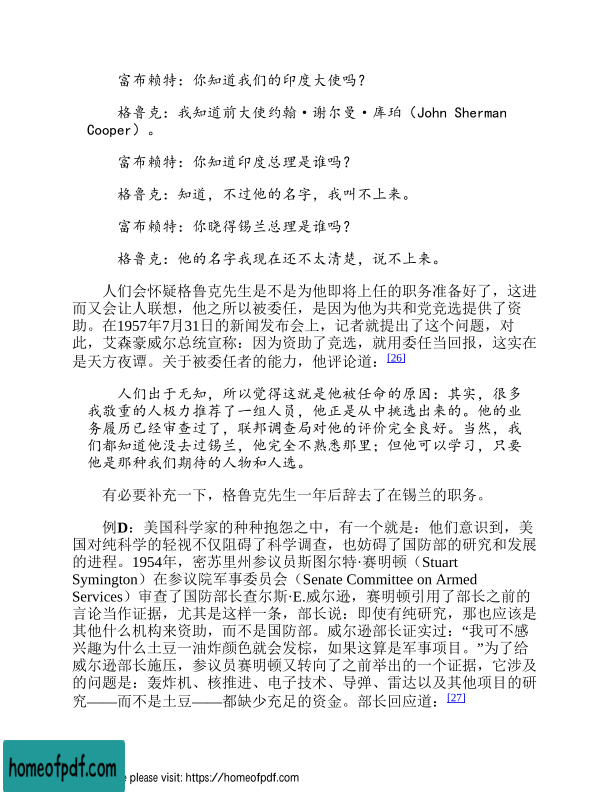 富布赖特：你知道我们的印度大使吗？
格鲁克：我知道前大使约翰·谢尔曼·库珀（John Sherman
Cooper）。
富布赖特：你知道印度总理是谁吗？
格鲁克：知道，不过他的名字，我叫不上来。
富布赖特：你晓得锡兰总理是谁吗？
格鲁克：他的名字我现在还不太清楚，说不上来。
人们会怀疑格鲁克先生是不是为他即将上任的职务准备好了，这进
而又会让人联想，他之所以被委任，是因为他为共和党竞选提供了资
助。在1957年7月31日的新闻发布会上，记者就提出了这个问题，对
此，艾森豪威尔总统宣称：因为资助了竞选，就用委任当回报，这实在
是天方夜谭。关于被委任者的能力，他评论道：[26]
人们出于无知，所以觉得这就是他被任命的原因：其实，很多
我敬重的人极力推荐了一组人员，他正是从中挑选出来的。他的业
务履历已经审查过了，联邦调查局对他的评价完全良好。当然，我
们都知道他没去过锡兰，他完全不熟悉那里；但他可以学习，只要
他是那种我们期待的人物和人选。
有必要补充一下，格鲁克先生一年后辞去了在锡兰的职务。
例D：美国科学家的种种抱怨之中，有一个就是：他们意识到，美
国对纯科学的轻视不仅阻碍了科学调查，也妨碍了国防部的研究和发展
的进程。1954年，密苏里州参议员斯图尔特·赛明顿（Stuart
Symington）在参议院军事委员会（Senate Committee on Armed
Services）审查了国防部长查尔斯·E.威尔逊，赛明顿引用了部长之前的
言论当作证据，尤其是这样一条，部长说：即使有纯研究，那也应该是
其他什么机构来资助，而不是国防部。威尔逊部长证实过：“我可不感
兴趣为什么土豆一油炸颜色就会发棕，如果这算是军事项目。”为了给
威尔逊部长施压，参议员赛明顿又转向了之前举出的一个证据，它涉及
的问题是：轰炸机、核推进、电子技术、导弹、雷达以及其他项目的研
究——而不是土豆——都缺少充足的资金。部长回应道：[27]
homeofpdf.com
e please visit: https://homeofpdf.com